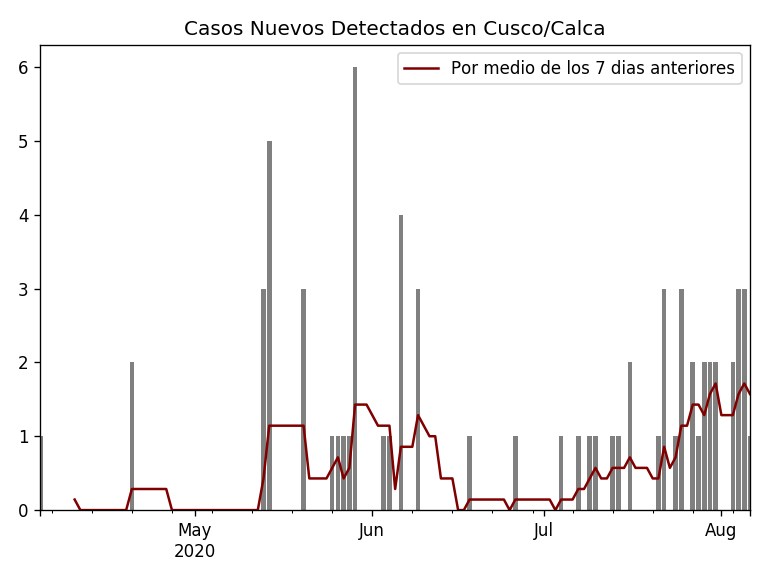 Casos Nuevos Detectados en Cusco/Calca
Por medio de los 7 dias anteriores
6
5
4
3
2
1
0
May
2020
Jun
Jul
Aug